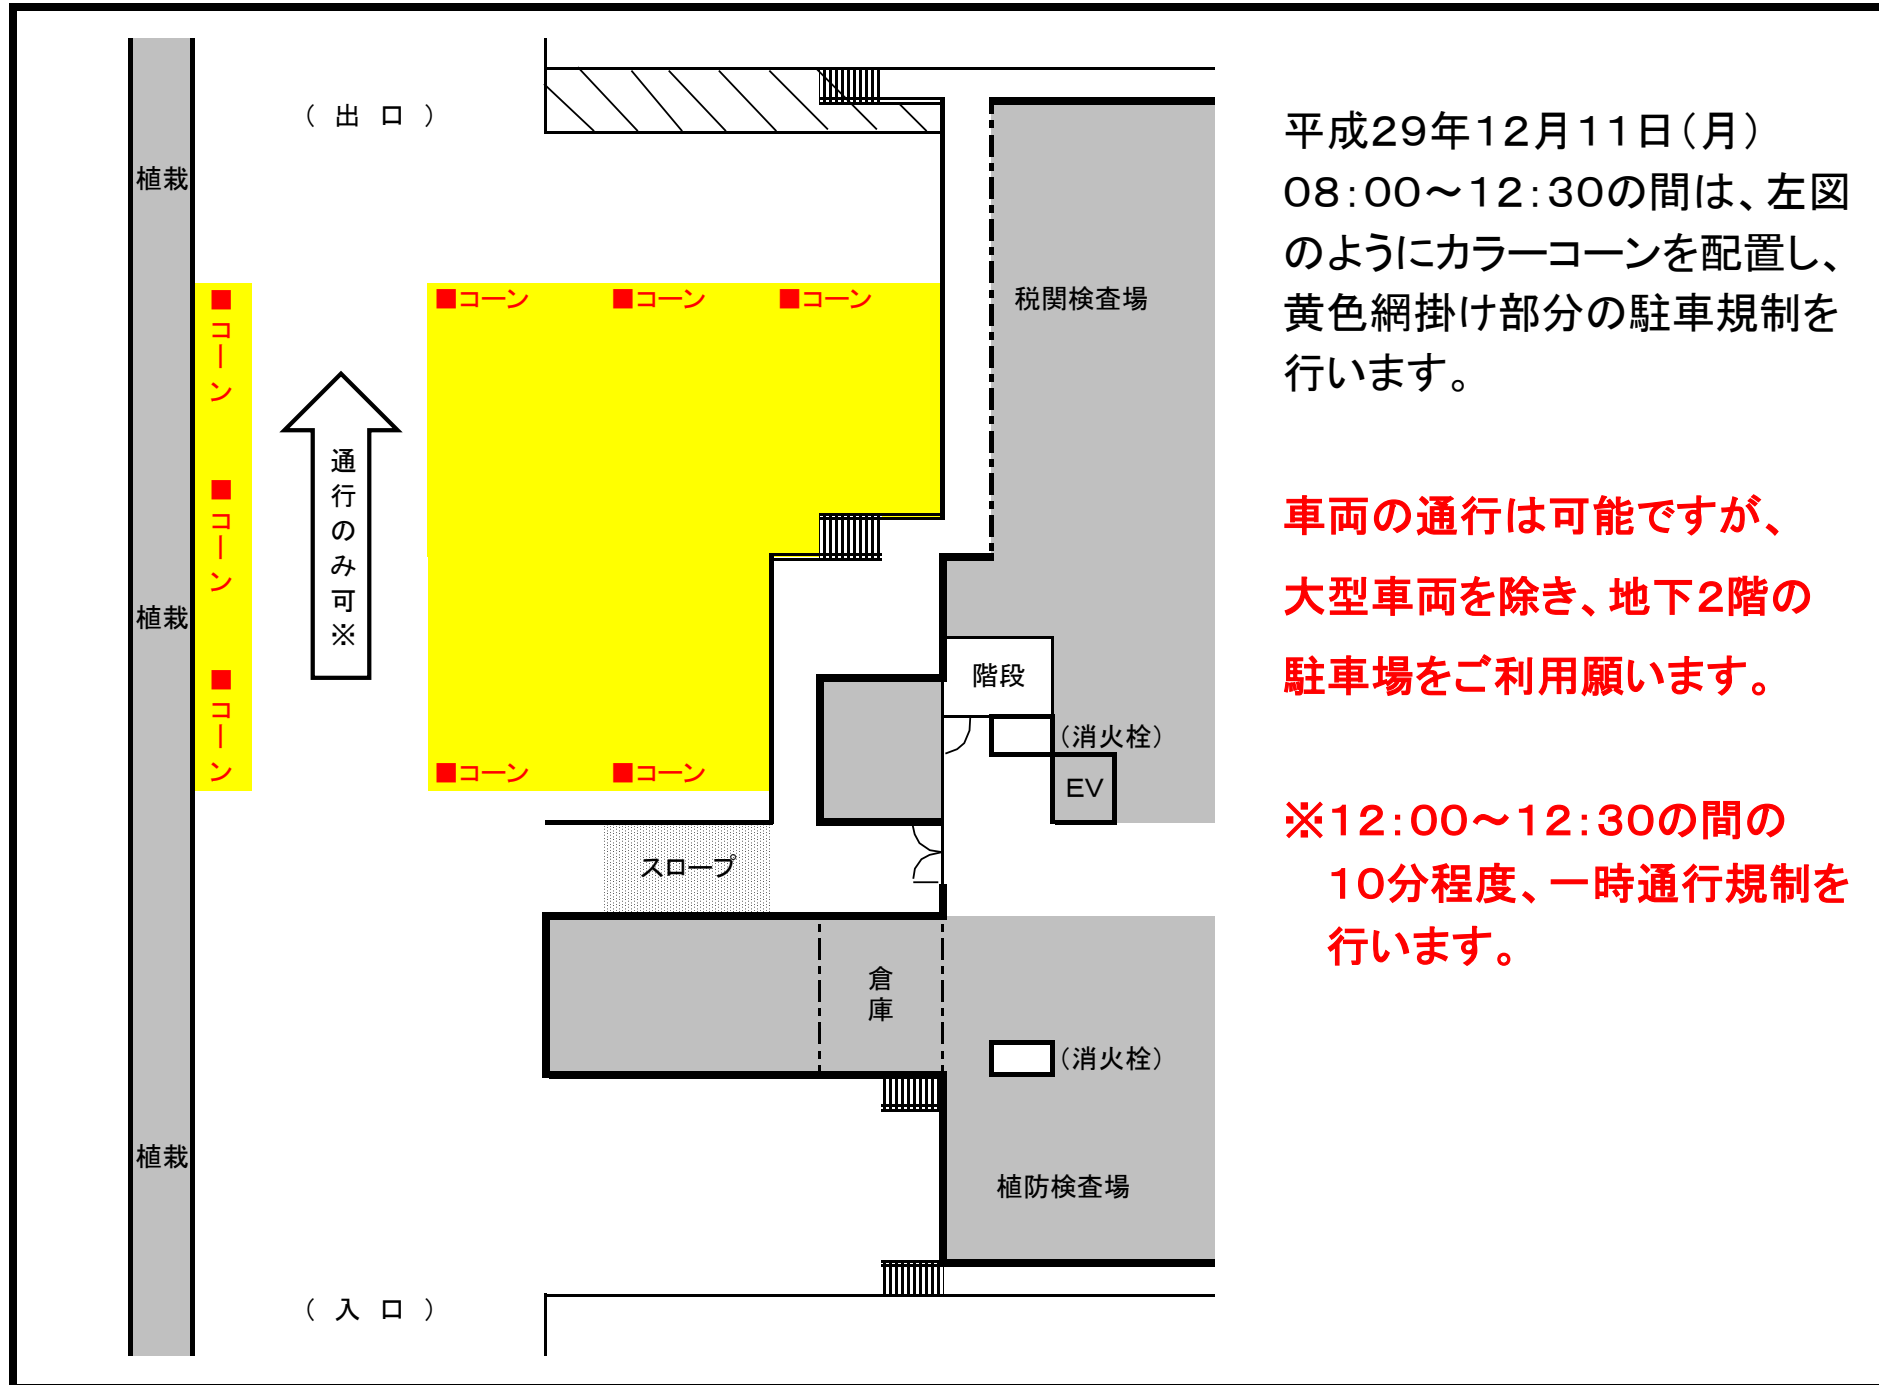 （ 出 口 ）
植栽
■コーン
■コーン
■コーン
■コーン
税関検査場
通行のみ可※
■コーン
植栽
■コーン
階段
（消火栓）
■コーン
■コーン
EV
スロープ
倉庫
（消火栓）
植栽
植防検査場
（ 入 口 ）
平成29年12月11日（月）
08：00～12：30の間は、左図
のようにカラーコーンを配置し、
黄色網掛け部分の駐車規制を
行います。
車両の通行は可能ですが、
大型車両を除き、地下2階の
駐車場をご利用願います。
※12：00～12：30の間の
10分程度、一時通行規制を
行います。